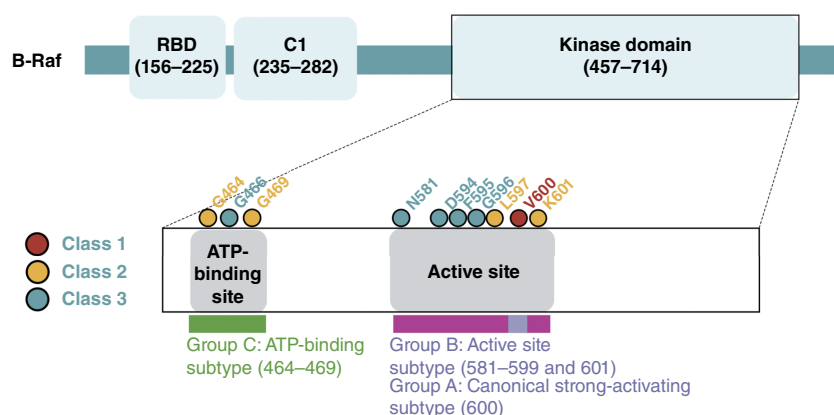 B-Raf
RBD
(156–225)
C1
(235–282)
Kinase domain
(457–714)
G464
G466
G469
N581
D594
F595
G596
L597
V600
K601
Class 1
Class 2
Class 3
ATP-
binding
site
Active site
Group C: ATP-binding
subtype (464–469)
Group B: Active site
subtype (581–599 and 601)
Group A: Canonical strong-activating
subtype (600)